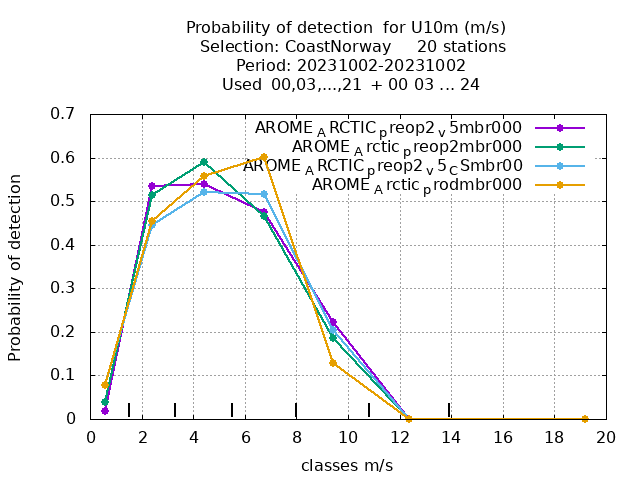 Probability of detection  for U10m (m/s)
Selection: CoastNorway     20 stations
Period: 20231002-20231002
Used  00,03,...,21  + 00 03 ... 24
AROME_ARCTIC_preop2_v5mbr000
AROME_Arctic_preop2mbr000
AROME_ARCTIC_preop2_v5_CSmbr00
AROME_Arctic_prodmbr000
Probability of detection
0.7
0.6
0.5
0.4
0.3
0.2
0.1
0
0 2 4 6 8 10 12 14 16 18 20
classes m/s